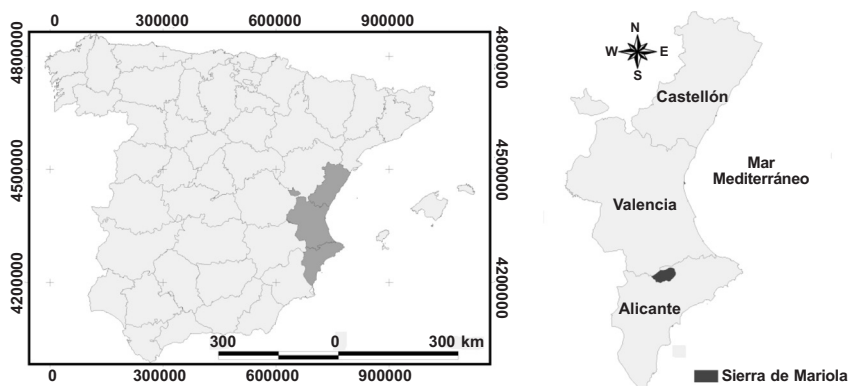 0 300000 600000 900000
4800000
4500000
4200000
4800000
4500000
4200000
300 0 300 km
0 300000 600000 900000
N
W E
S
Castellón
Mar
Mediterráneo
Valencia
Alicante
Sierra de Mariola